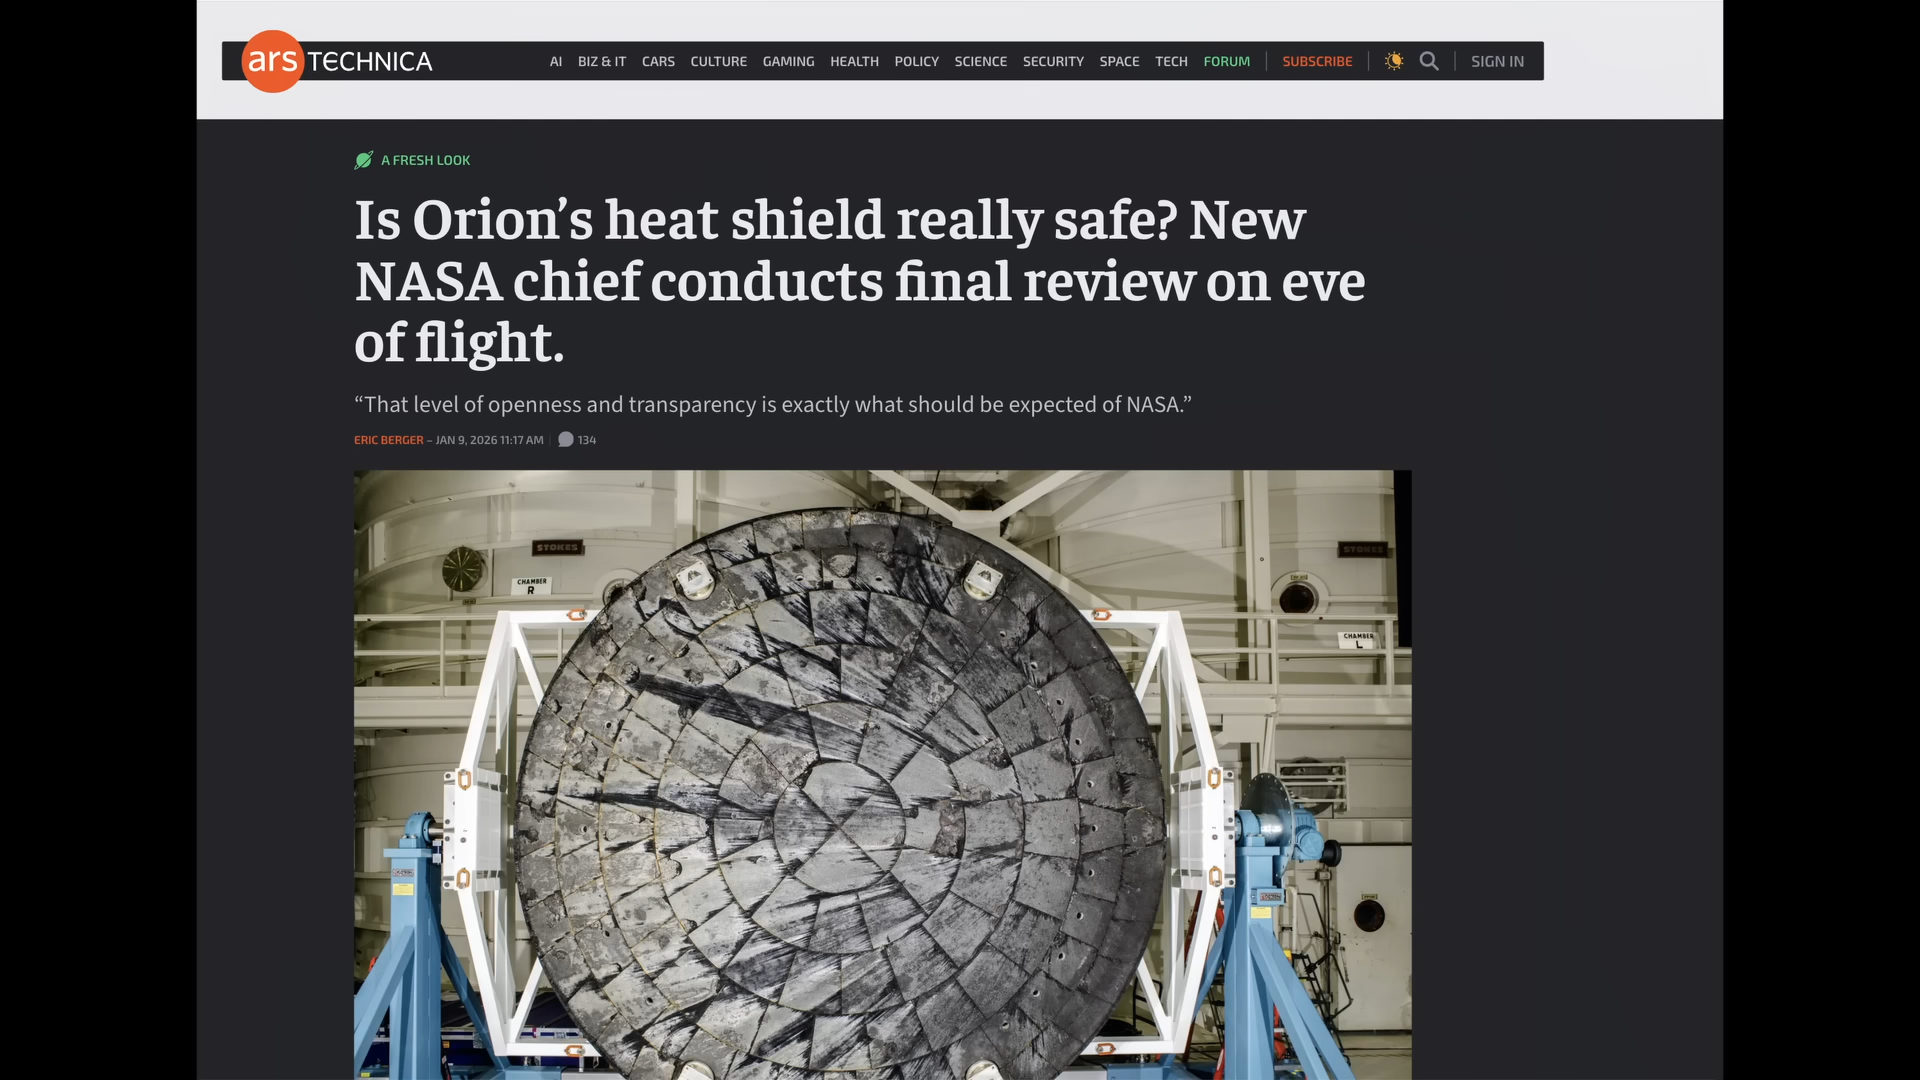 ars TECHNICA
AI BIZ & IT CARS CULTURE GAMING HEALTH POLICY SCIENCE SECURITY SPACE TECH FORUM SUBSCRIBE SIGN IN
A FRESH LOOK
Is Orion’s heat shield really safe? New
NASA chief conducts final review on eve
of flight.
“That level of openness and transparency is exactly what should be expected of NASA.”
ERIC BERGER – JAN 9, 2026 11:17 AM 134
STOKES
STOKES
CHAMBER
R
CHAMBER
L